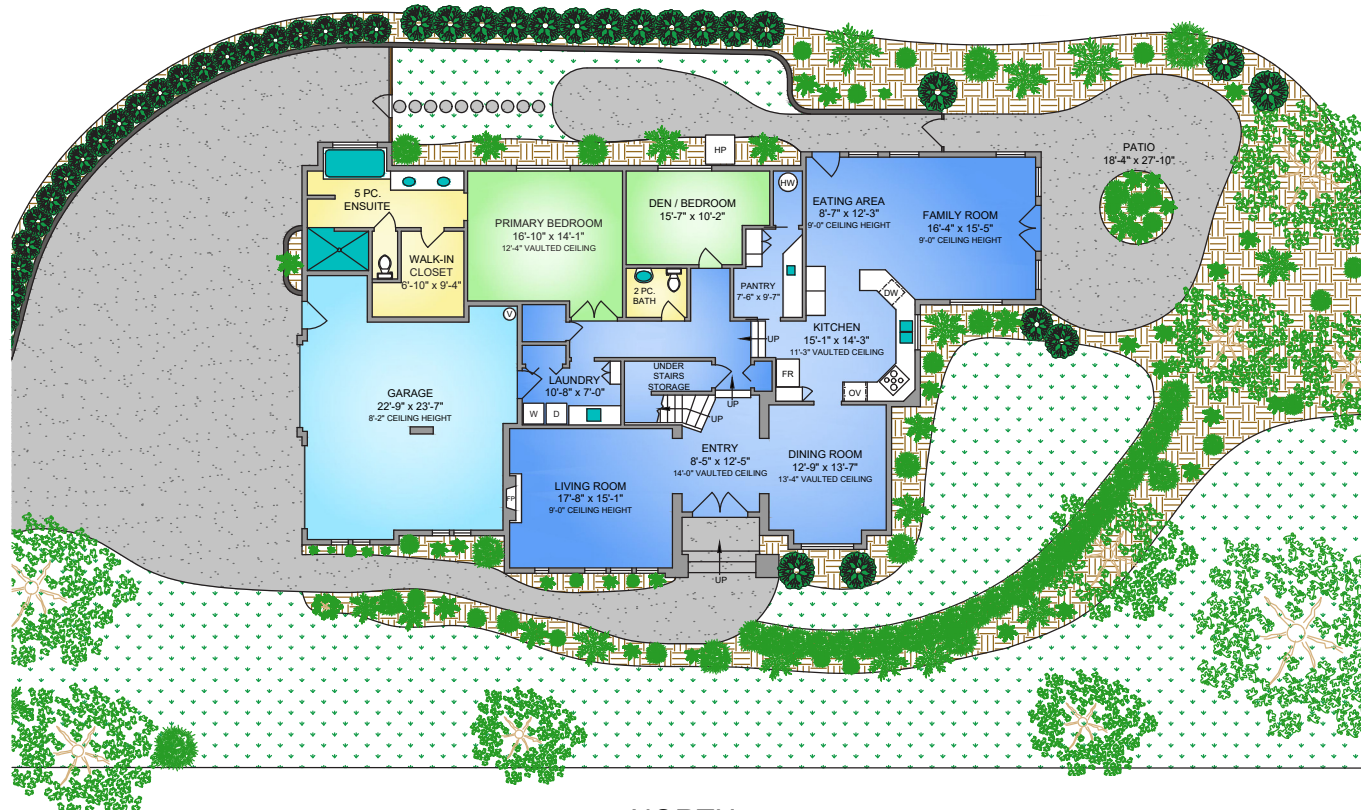 HP
PATIO
18'-4" x 27'-10"
5 PC.
ENSUITE
PRIMARY BEDROOM
16'-10" x 14'-1"
12'-4" VAULTED CEILING
DEN / BEDROOM
15'-7" x 10'-2"
HW
EATING AREA
8'-7" x 12'-3"
9'-0" CEILING HEIGHT
FAMILY ROOM
16'-4" x 15'-5"
9'-0" CEILING HEIGHT
WALK-IN
CLOSET
6'-10" x 9'-4"
2 PC.
BATH
PANTRY
7'-6" x 9'-7"
DW
V
KITCHEN
15'-1" x 14'-3"
11'-3" VAULTED CEILING
UP
UNDER
STAIRS
STORAGE
FR
OV
LAUNDRY
10'-8" x 7'-0"
GARAGE
22'-9" x 23'-7"
8'-2" CEILING HEIGHT
W
D
UP
UP
ENTRY
8'-5" x 12'-5"
14'-0" VAULTED CEILING
DINING ROOM
12'-9" x 13'-7"
13'-4" VAULTED CEILING
LIVING ROOM
17'-8" x 15'-1"
9'-0" CEILING HEIGHT
FP
UP